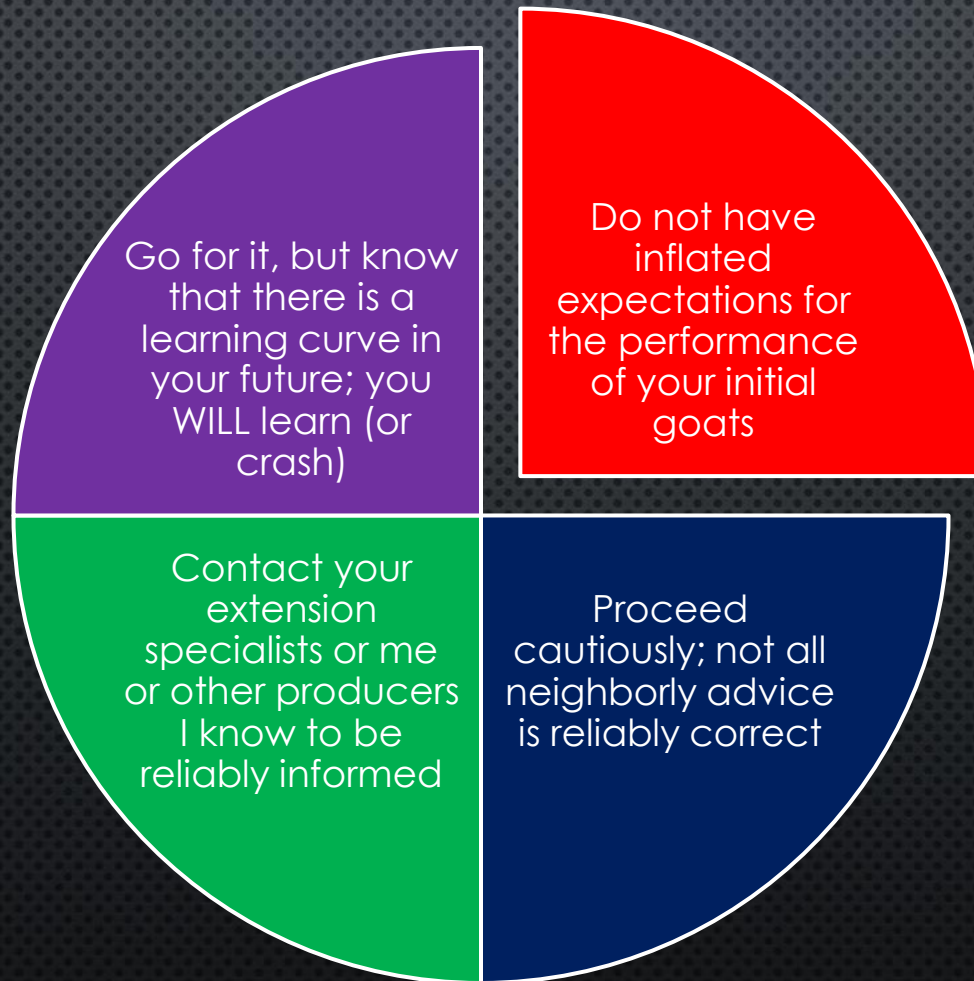 Go for it, but know
that there is a
learning curve in
your future; you
WILL learn (or
crash)
Do not have
inflated
expectations for
the performance
of your initial
goats
Contact your
extension
specialists or me
or other producers
I know to be
reliably informed
Proceed
cautiously; not all
neighborly advice
is reliably correct